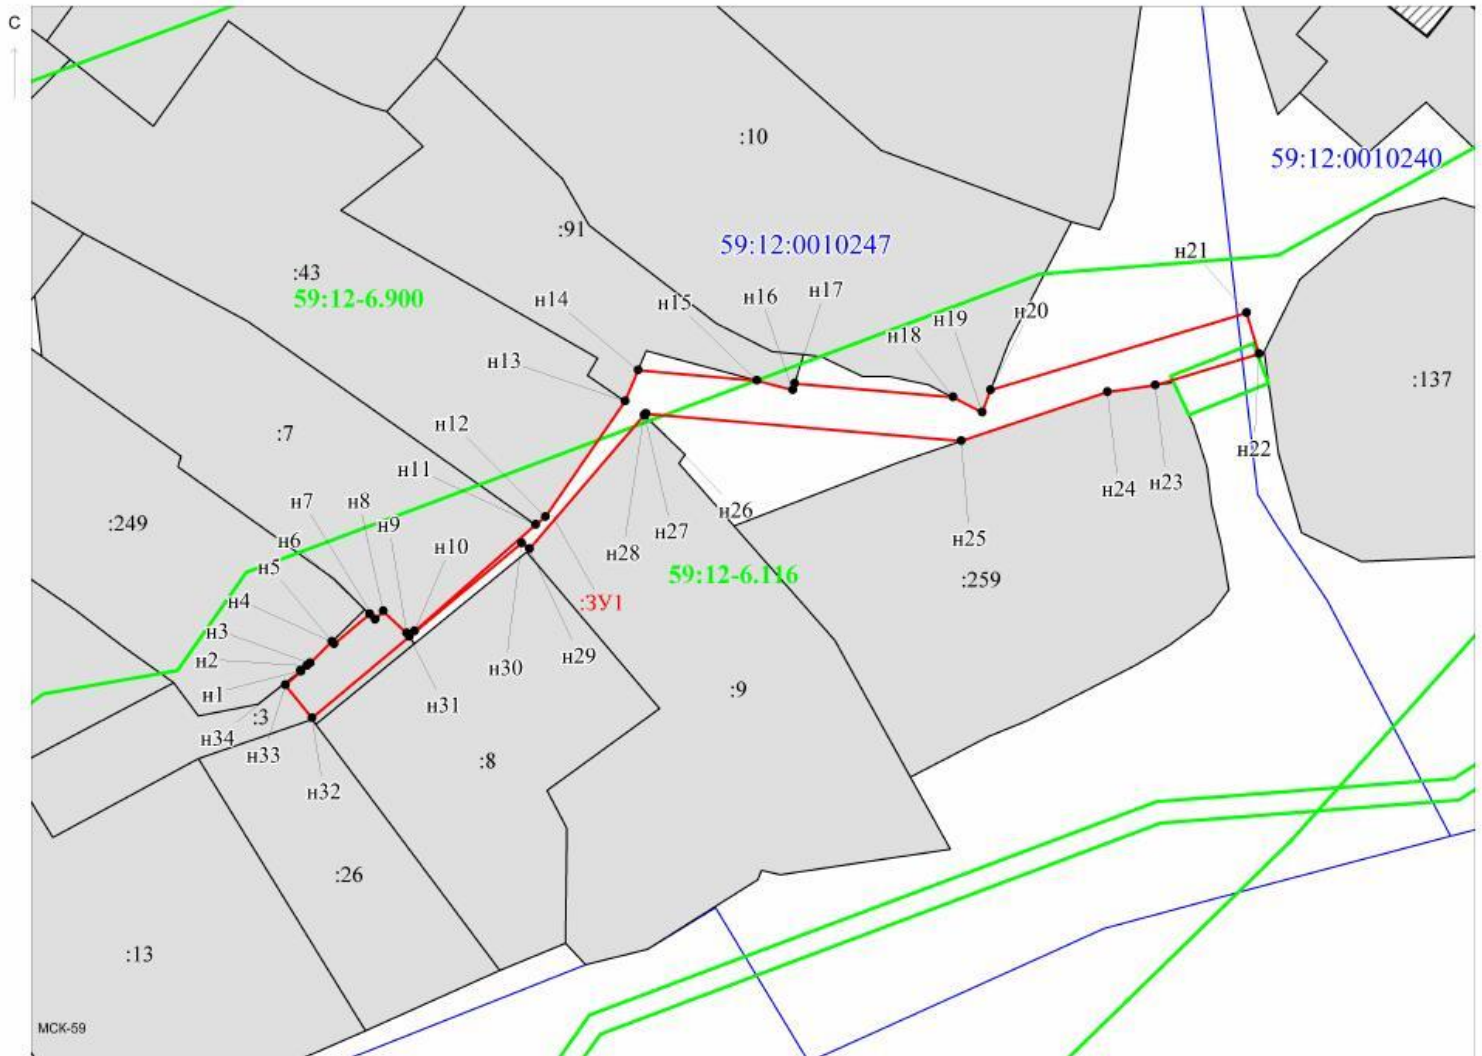 С
:10
59:12:0010240
:91
59:12:0010247
н21
:43
59:12-6.900
н14
н15
н16
н17
н18
н19
н20
н13
:137
н12
:7
н11
н22
н7
н8
н9
н23
н24
:249
н6
н10
н26
н27
н28
н25
н5
59:12-6.116
:259
н4
:ЗУ1
н3
н2
н30
н29
н1
:9
н31
:3
н34
н33
:8
н32
:26
:13
МСК-59